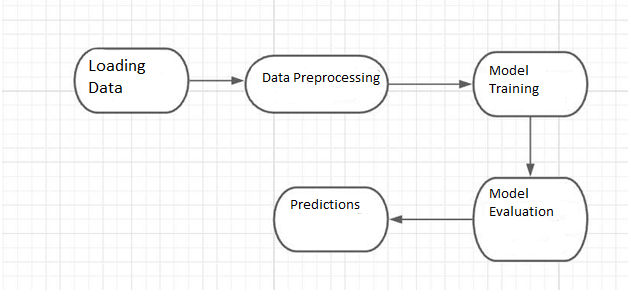 Loading
Data
Data Preprocessing
Model
Training
Model
Evaluation
Predictions